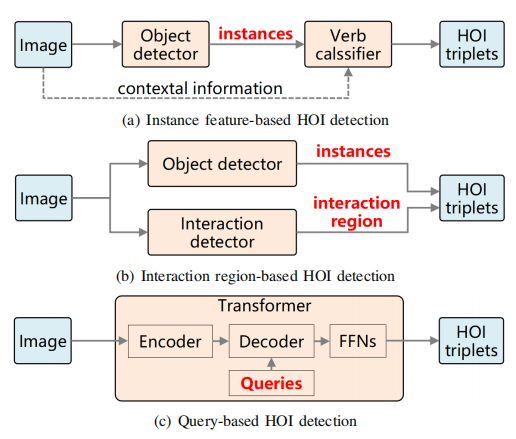 Image
Object
detector
instances
Verb
calssifier
HOI
triplets
contextal information
(a) Instance feature-based HOI detection
Image
Object detector
instances
Interaction
detector
interaction
region
HOI
triplets
(b) Interaction region-based HOI detection
Transformer
Image
Encoder
Decoder
FFNs
Queries
HOI
triplets
(c) Query-based HOI detection